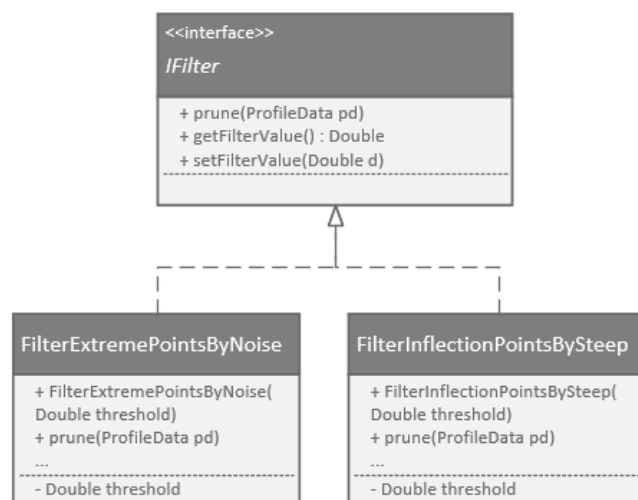 <<interface>>
IFilter
+ prune(ProfileData pd)
+ getFilterValue() : Double
+ setFilterValue(Double d)
FilterExtremePointsByNoise
+ FilterExtremePointsByNoise(
Double threshold)
+ prune(ProfileData pd)
...
- Double threshold
FilterInflectionPointsBySteep
+ FilterInflectionPointsBySteep(
Double threshold)
+ prune(ProfileData pd)
...
- Double threshold